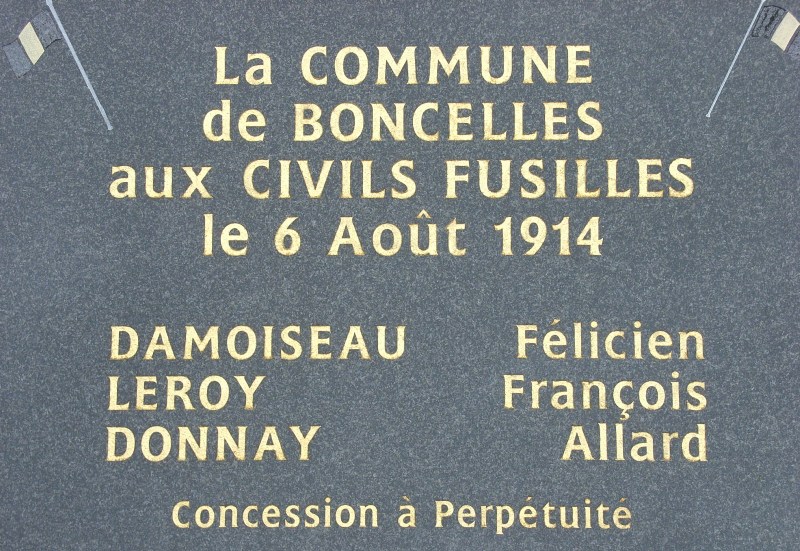 La COMMUNE
de BONCELLES
aux CIVILS FUSILLES
le 6 Août 1914
DAMOISEAU Félicien
LEROY François
DONNAY Allard
Concession à Perpétuité